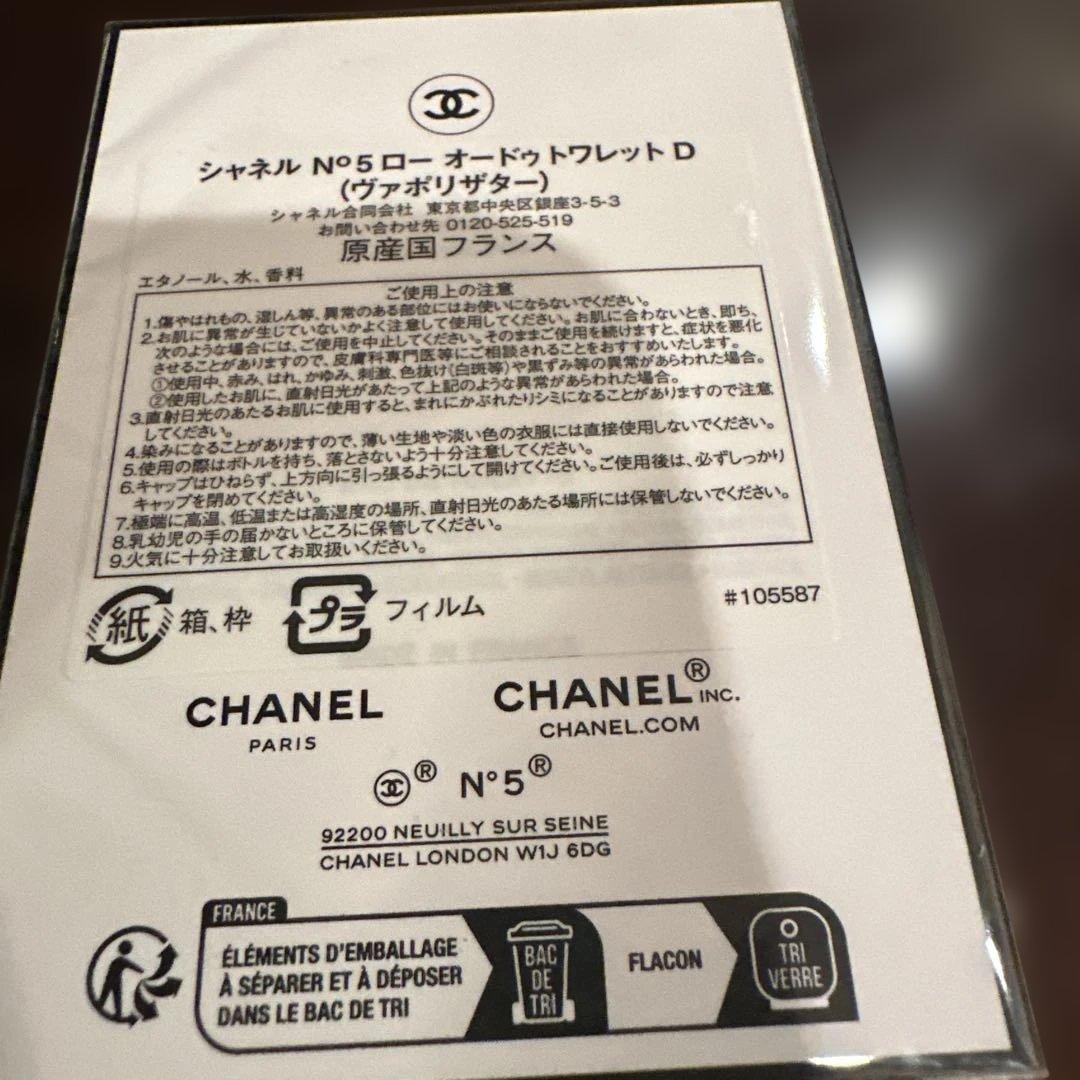 シャネル Nº5 ロー オードゥトワレット D
(ヴァポリザター)
シャネル合同会社 東京都中央区銀座3-5-3
お問い合わせ先 0120-525-519
原産国フランス
エタノール、水、香料
ご使用上の注意
1.傷やはれもの、湿しん等、異常のある部位にはお使いにならないでください。
2.お肌に異常が生じていないかよく注意して使用してください。お肌に合わないとき、即ち、
次のような場合には、ご使用を中止してください。そのままご使用を続けますと、症状を悪化
させることがありますので、皮膚科専門医等にご相談されることをおすすめいたします。
①使用中、赤み、はれ、かゆみ、刺激、色抜け(白斑等)や黒ずみ等の異常があらわれた場合。
②使用したお肌に、直射日光があたって上記のような異常があらわれた場合。
3.直射日光のあたるお肌に使用すると、まれにかぶれたりシミになることがありますので注意
してください。
4.染みになることがありますので、薄い生地や淡い色の衣服には直接使用しないでください。
5.使用の際はボトルを持ち、落とさないよう十分注意してください。
6.キャップはひねらず、上方向に引っ張るようにして開けてください。ご使用後は、必ずしっかり
キャップを閉めてください。
7.極端に高温、低温または高湿度の場所、直射日光のあたる場所には保管しないでください。
8.乳幼児の手の届かないところに保管してください。
9.火気に十分注意してお取扱いください。
紙 箱、枠 プラ フィルム #105587
CHANEL CHANEL® INC.
PARIS CHANEL.COM
® N°5®
92200 NEUILLY SUR SEINE
CHANEL LONDON W1J 6DG
FRANCE
ÉLÉMENTS D'EMBALLAGE
À SÉPARER ET À DÉPOSER
DANS LE BAC DE TRI
BAC
DE
TRI
FLACON
TRI
VERRE